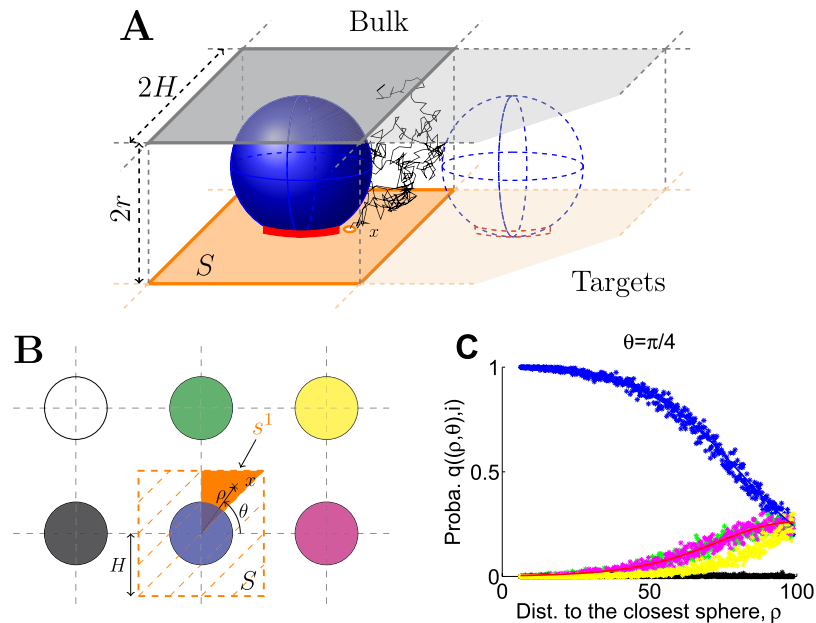 A
Bulk
2H
2r
x
S
Targets
B
s¹
ρ
x
θ
H
S
C
θ=π/4
Proba. q((ρ,θ),i)
1
0.5
0
0
50
100
Dist. to the closest sphere, ρ